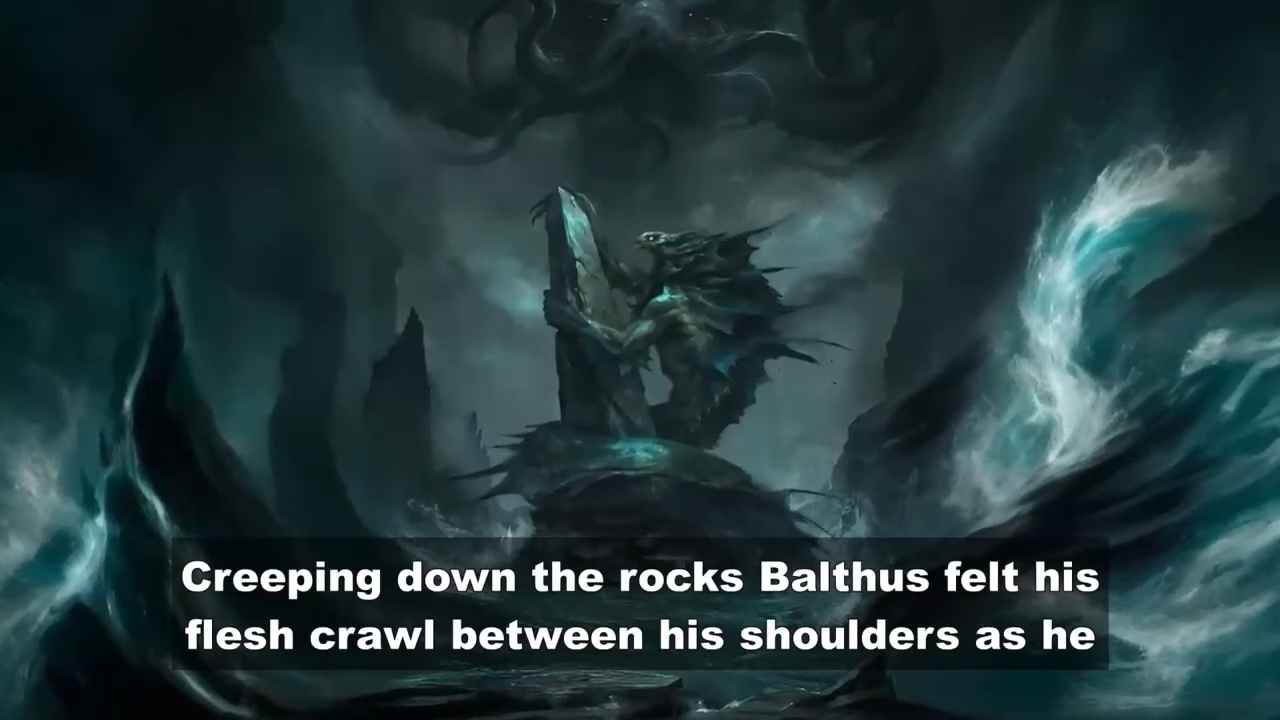 Creeping down the rocks Balthus felt his
flesh crawl between his shoulders as he